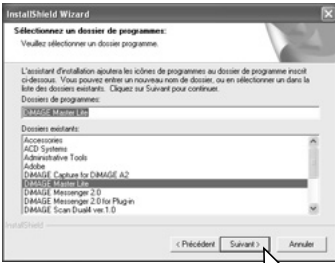 InstallShield Wizard
Sélectionnez un dossier de programmes:
Veuillez sélectionner un dossier programme.
L'assistant d'installation ajoutera les icônes de programmes au dossier de programme inscrit
ci-dessous. Vous pouvez entrer un nouveau nom de dossier, ou en sélectionner un dans la
liste des dossiers existants. Cliquez sur Suivant pour continuer.
Dossiers de programmes:
DiMAGE Master Lite
Dossiers existants:
Accessories
ACD Systems
Administrative Tools
Adobe
DiMAGE Capture for DiMAGE A2
DiMAGE Master Lite
DiMAGE Messenger 2.0
DiMAGE Messenger 2.0 for Plug-in
DiMAGE Scan Dual4 ver.1.0
InstallShield
< Précédent Suivant > Annuler